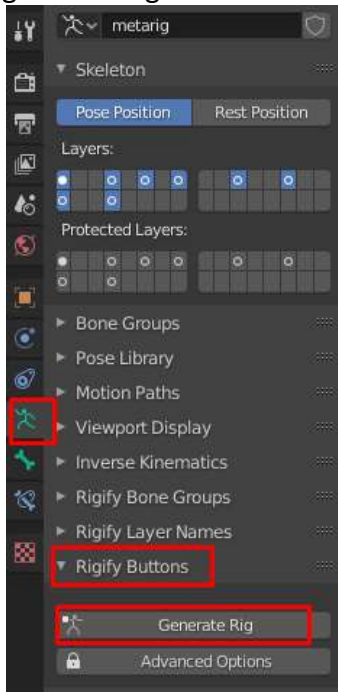 metarig
Skeleton
Pose Position Rest Position
Layers:
Protected Layers:
Bone Groups
Pose Library
Motion Paths
Viewport Display
Inverse Kinematics
Rigify Bone Groups
Rigify Layer Names
Rigify Buttons
Generate Rig
Advanced Options